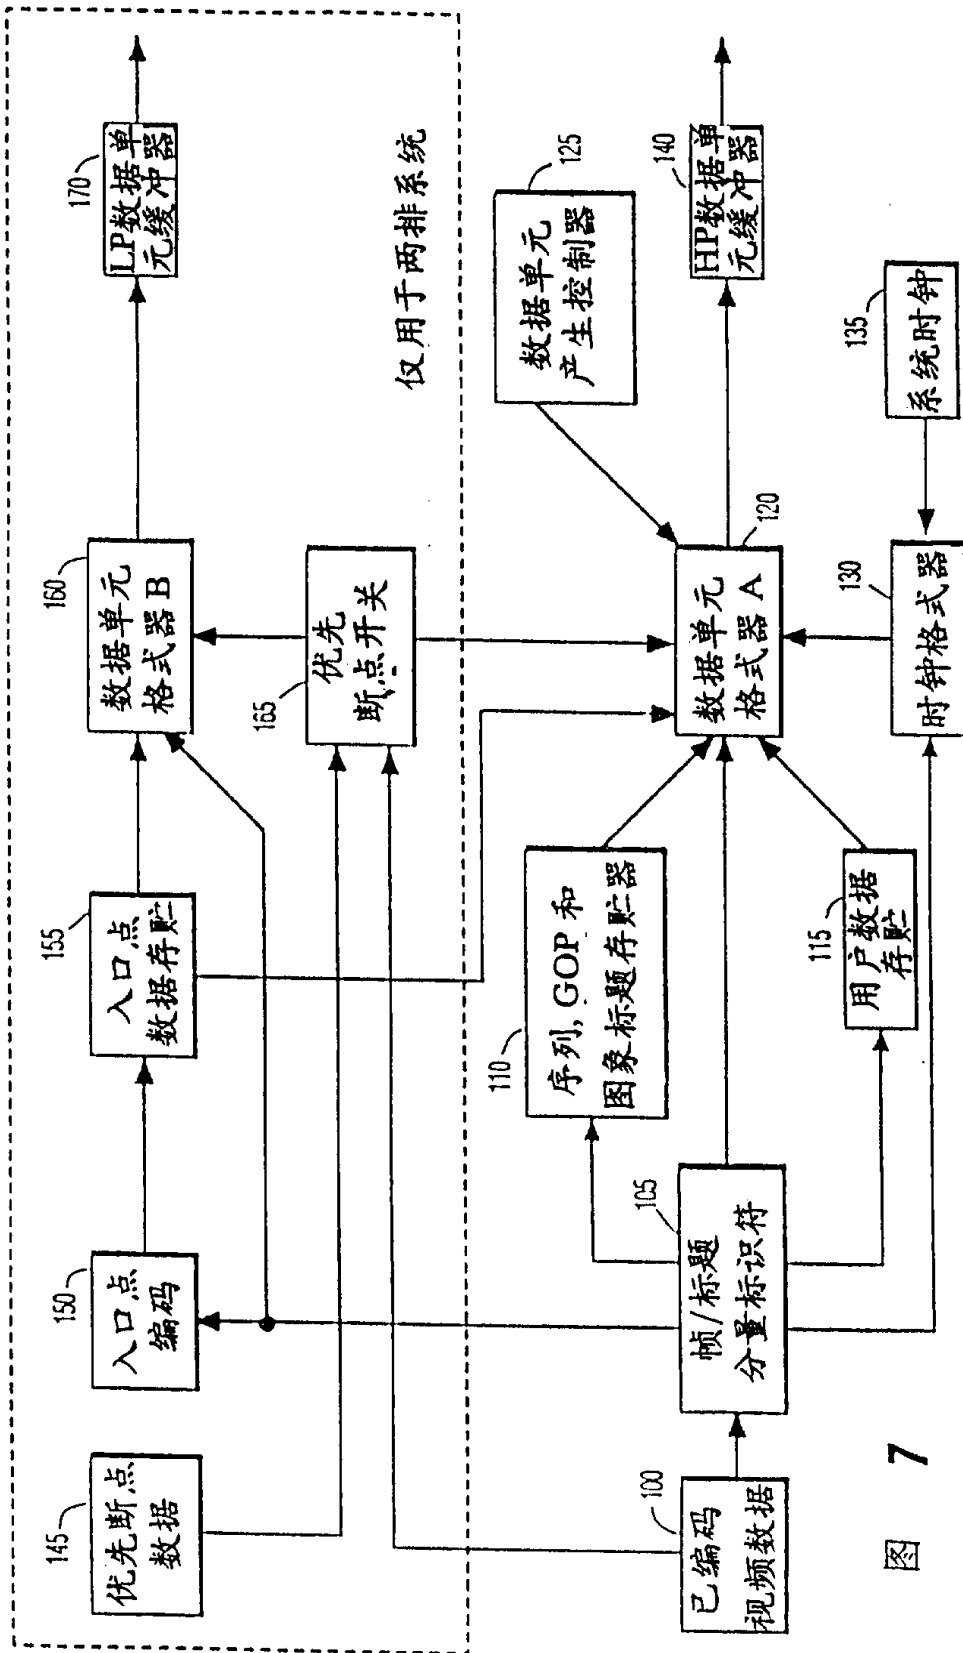 145
优先断点
数据
150
入口点
编码
155
入口点
数据存贮
160
数据单元
格式器 B
170
LP数据单
元缓冲器
165
优先
断点开关
仅用于两排系统
100
已编码
视频数据
105
帧/标题
分量标识符
110
序列, GOP 和
图象标题存贮器
115
用户数据
存贮
120
数据单元
格式器 A
125
数据单元
产生控制器
140
HP数据单
元缓冲器
130
时钟格式器
135
系统时钟
图 7